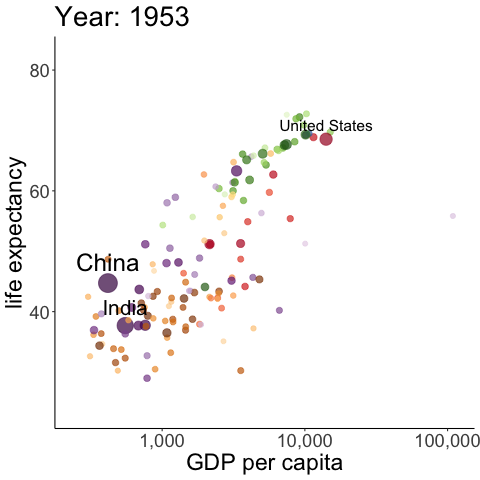 Year: 1953
life expectancy
80
60
40
United States
China
India
1,000
10,000
100,000
GDP per capita